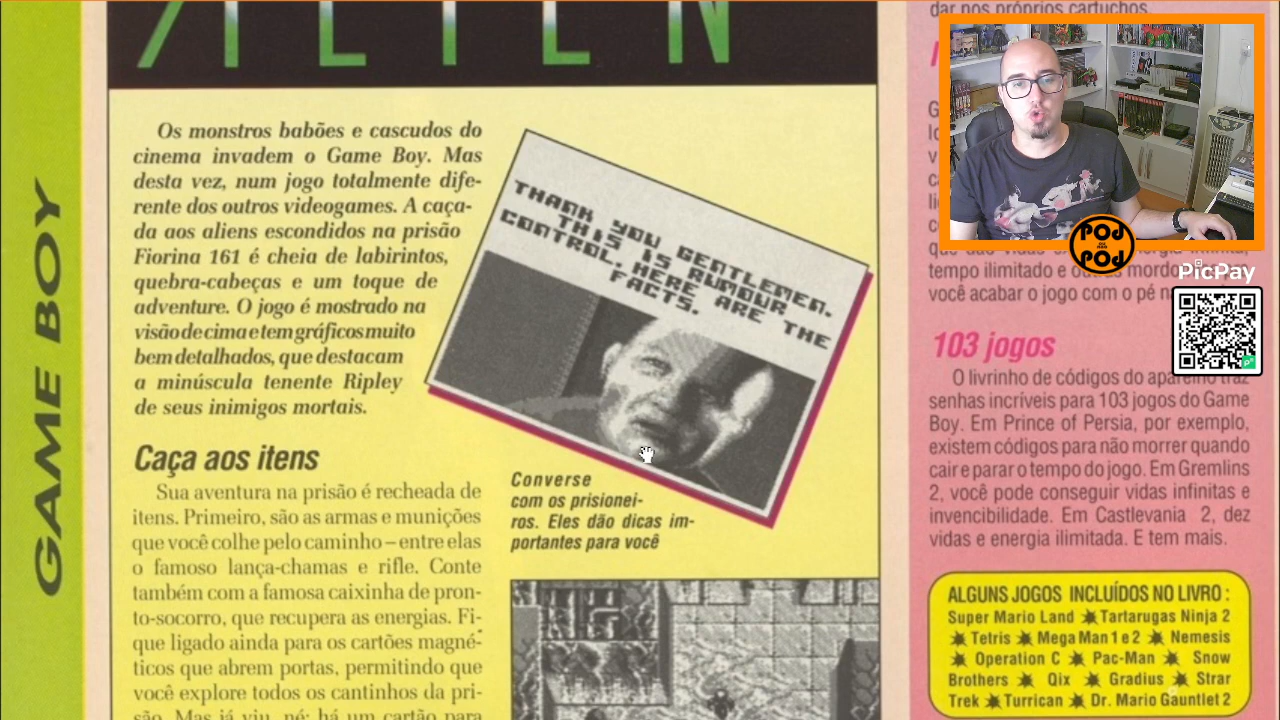 ALIEN
GAME BOY
Os monstros babões e cascudos do
cinema invadem o Game Boy. Mas
desta vez, num jogo totalmente dife-
rente dos outros videogames. A caça-
da aos aliens escondidos na prisão
Fiorina 161 é cheia de labirintos,
quebra-cabeças e um toque de
adventure. O jogo é mostrado na
visão de cima e tem gráficos muito
bem detalhados, que destacam
a minúscula tenente Ripley
de seus inimigos mortais.
Caça aos itens
Sua aventura na prisão é recheada de
itens. Primeiro, são as armas e munições
que você colhe pelo caminho – entre elas
o famoso lança-chamas e rifle. Conte
também com a famosa caixinha de pron-
to-socorro, que recupera as energias. Fi-
que ligado ainda para os cartões magné-
ticos que abrem portas, permitindo que
você explore todos os cantinhos da pri-
são. Mas já viu, né: há um cartão para
THANK YOU GENTLEMEN.
THIS IS RUMOUR
CONTROL. HERE ARE THE
FACTS.
Converse
com os prisionei-
ros. Eles dão dicas im-
portantes para você
dar nos próprios cartuchos.
tempo ilimitado e
você acabar o jogo com o pé
103 jogos
O livrinho de códigos do aparelho traz
senhas incríveis para 103 jogos do Game
Boy. Em Prince of Persia, por exemplo,
existem códigos para não morrer quando
cair e parar o tempo do jogo. Em Gremlins
2, você pode conseguir vidas infinitas e
invencibilidade. Em Castlevania 2, dez
vidas e energia ilimitada. E tem mais.
ALGUNS JOGOS INCLUÍDOS NO LIVRO :
Super Mario Land ✷ Tartarugas Ninja 2
✷ Tetris ✷ Mega Man 1 e 2 ✷ Nemesis
✷ Operation C ✷ Pac-Man ✷ Snow
Brothers ✷ Qix ✷ Gradius ✷ Strar
Trek ✷ Turrican ✷ Dr. Mario Gauntlet 2
POD
POD
PicPay